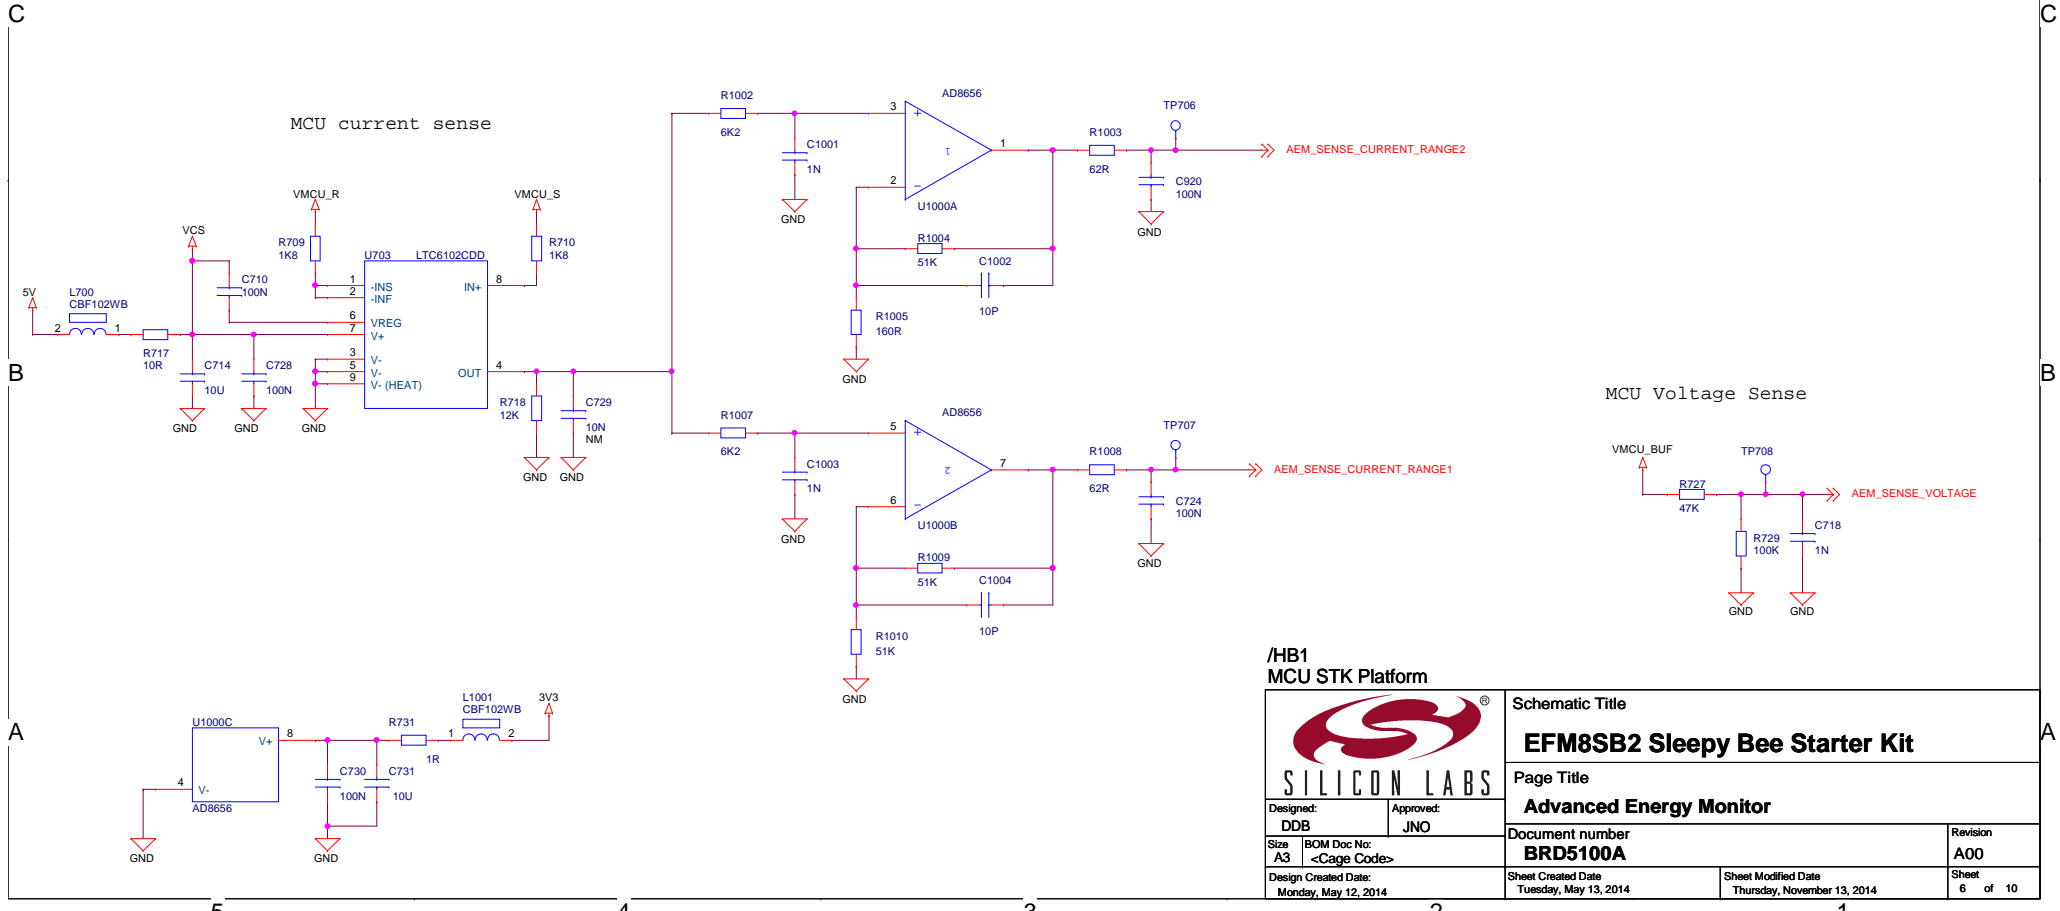 C
C
MCU current sense
VMCU_R
VMCU_S
VCS
R709
1K8
R710
1K8
U703
LTC6102CDD
C710
100N
5V
L700
CBF102WB
2
1
R717
10R
C714
10U
C728
100N
1
-INS
2
-INF
6
VREG
7
V+
3
V-
5
V-
9
V- (HEAT)
IN+
8
OUT
4
GND
GND
GND
R718
12K
C729
10N
NM
GND
GND
R1002
6K2
C1001
1N
GND
AD8656
3
+
2
-
1
1
U1000A
R1004
51K
C1002
10P
R1005
160R
GND
R1003
62R
TP706
C920
100N
GND
AEM_SENSE_CURRENT_RANGE2
B
B
R1007
6K2
C1003
1N
GND
AD8656
5
+
6
-
2
7
U1000B
R1009
51K
C1004
10P
R1010
51K
GND
R1008
62R
TP707
C724
100N
GND
AEM_SENSE_CURRENT_RANGE1
MCU Voltage Sense
VMCU_BUF
TP708
R727
47K
AEM_SENSE_VOLTAGE
R729
100K
C718
1N
GND
GND
A
A
U1000C
V+
8
4
V-
AD8656
GND
C730
100N
C731
10U
GND
R731
1R
L1001
CBF102WB
1
2
3V3
/HB1
MCU STK Platform
®
SILICON LABS
Schematic Title
EFM8SB2 Sleepy Bee Starter Kit
Page Title
Advanced Energy Monitor
Designed:
DDB
Approved:
JNO
Document number
BRD5100A
Revision
A00
Size
A3
BOM Doc No:
<Cage Code>
Design Created Date:
Monday, May 12, 2014
Sheet Created Date
Tuesday, May 13, 2014
Sheet Modified Date
Thursday, November 13, 2014
Sheet
6 of 10
5
4
3
2
1